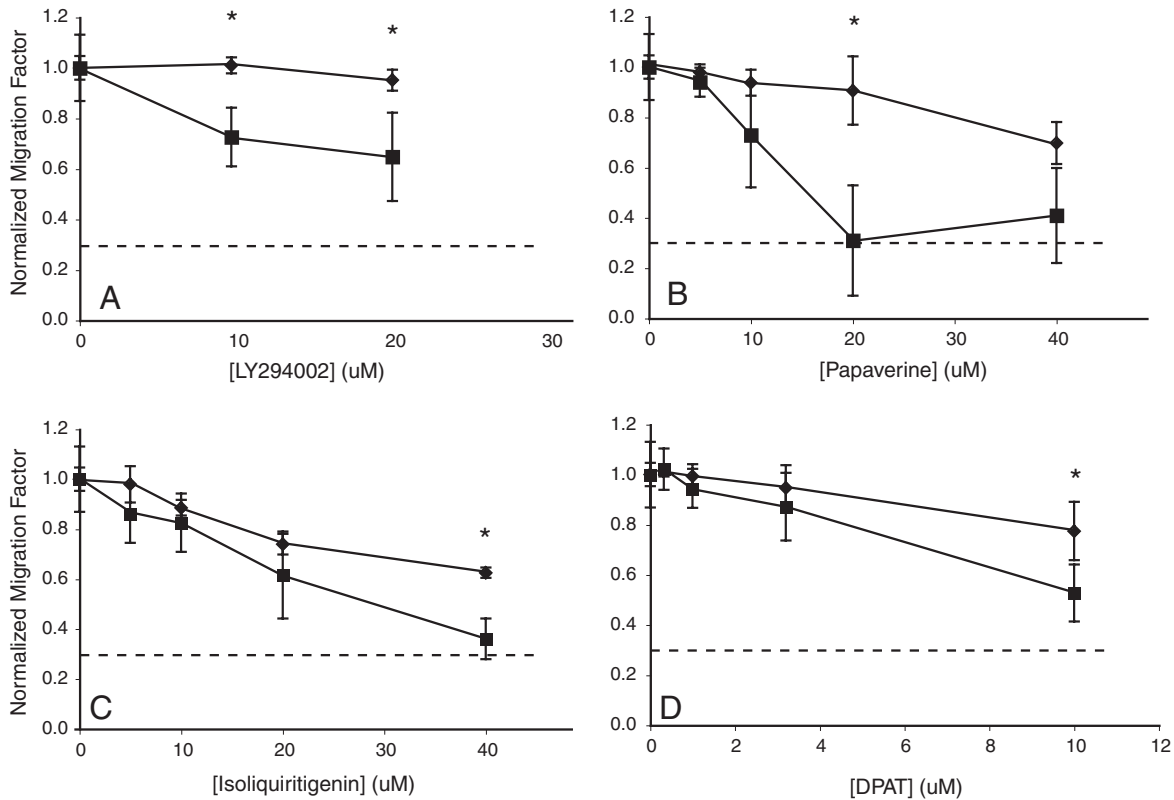 1.2
1.0
0.8
0.6
0.4
0.2
0.0
Normalized Migration Factor
* *
A
0 10 20 30
[LY294002] (uM)
1.2
1.0
0.8
0.6
0.4
0.2
0.0
*
B
0 10 20 30 40
[Papaverine] (uM)
1.2
1.0
0.8
0.6
0.4
0.2
0.0
Normalized Migration Factor
*
C
0 10 20 30 40
[Isoliquiritigenin] (uM)
1.2
1.0
0.8
0.6
0.4
0.2
0.0
*
D
0 2 4 6 8 10 12
[DPAT] (uM)